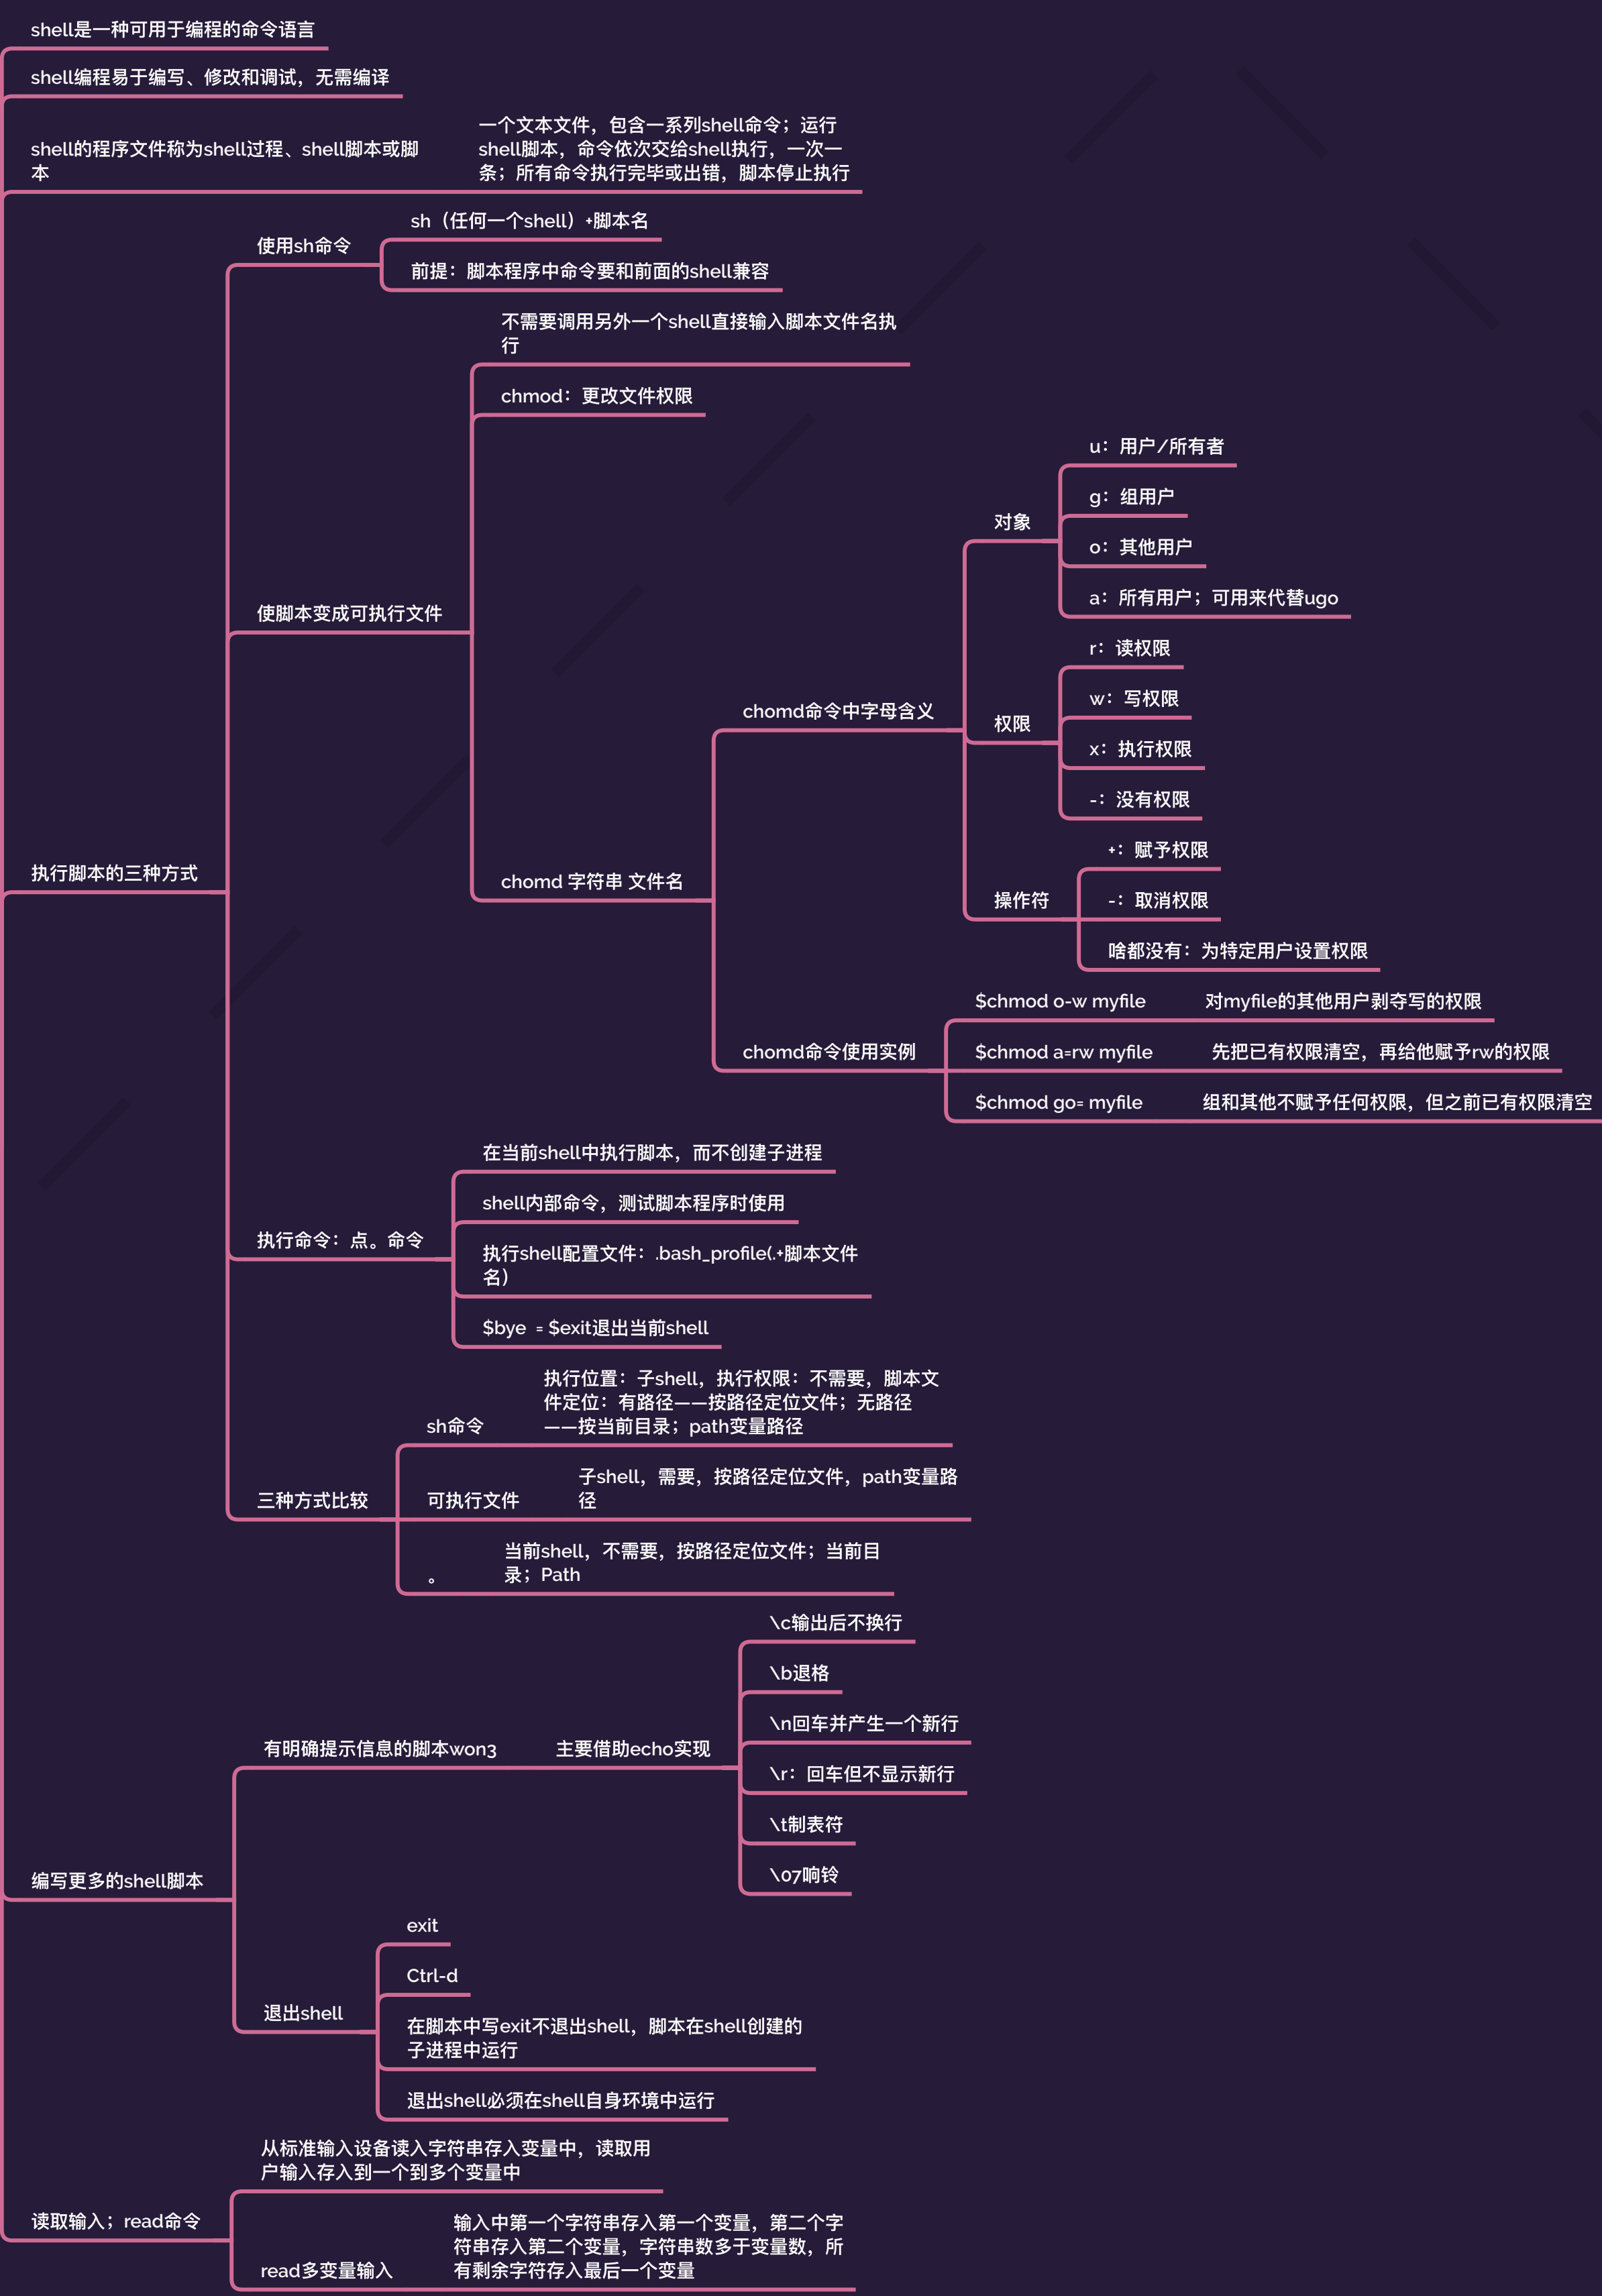 shell是一种可用于编程的命令语言
shell编程易于编写、修改和调试，无需编译
shell的程序文件称为shell过程、shell脚本或脚
本
一个文本文件，包含一系列shell命令；运行
shell脚本，命令依次交给shell执行，一次一
条；所有命令执行完毕或出错，脚本停止执行
执行脚本的三种方式
使用sh命令
sh（任何一个shell）+脚本名
前提：脚本程序中命令要和前面的shell兼容
使脚本变成可执行文件
不需要调用另外一个shell直接输入脚本文件名执
行
chmod：更改文件权限
chomd 字符串 文件名
chomd命令中字母含义
对象
u：用户/所有者
g：组用户
o：其他用户
a：所有用户；可用来代替ugo
权限
r：读权限
w：写权限
x：执行权限
-：没有权限
操作符
+：赋予权限
-：取消权限
啥都没有：为特定用户设置权限
chomd命令使用实例
$chmod o-w myfile
对myfile的其他用户剥夺写的权限
$chmod a=rw myfile
先把已有权限清空，再给他赋予rw的权限
$chmod go= myfile
组和其他不赋予任何权限，但之前已有权限清空
执行命令：点。命令
在当前shell中执行脚本，而不创建子进程
shell内部命令，测试脚本程序时使用
执行shell配置文件：.bash_profile(.+脚本文件
名)
$bye = $exit退出当前shell
三种方式比较
sh命令
执行位置：子shell，执行权限：不需要，脚本文
件定位：有路径——按路径定位文件；无路径
——按当前目录；path变量路径
可执行文件
子shell，需要，按路径定位文件，path变量路
径
。
当前shell，不需要，按路径定位文件；当前目
录；Path
编写更多的shell脚本
有明确提示信息的脚本won3
主要借助echo实现
\c输出后不换行
\b退格
\n回车并产生一个新行
\r：回车但不显示新行
\t制表符
\07响铃
退出shell
exit
Ctrl-d
在脚本中写exit不退出shell，脚本在shell创建的
子进程中运行
退出shell必须在shell自身环境中运行
读取输入；read命令
从标准输入设备读入字符串存入变量中，读取用
户输入存入到一个到多个变量中
read多变量输入
输入中第一个字符串存入第一个变量，第二个字
符串存入第二个变量，字符串数多于变量数，所
有剩余字符存入最后一个变量